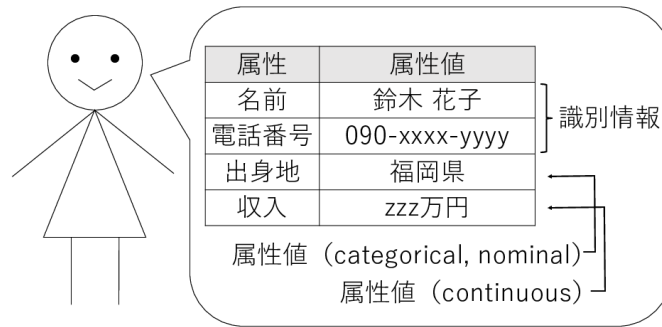 属性 属性値
名前 鈴木 花子
電話番号 090-xxxx-yyyy
識別情報
出身地 福岡県
収入 zzz万円
属性値（categorical, nominal）
属性値（continuous）